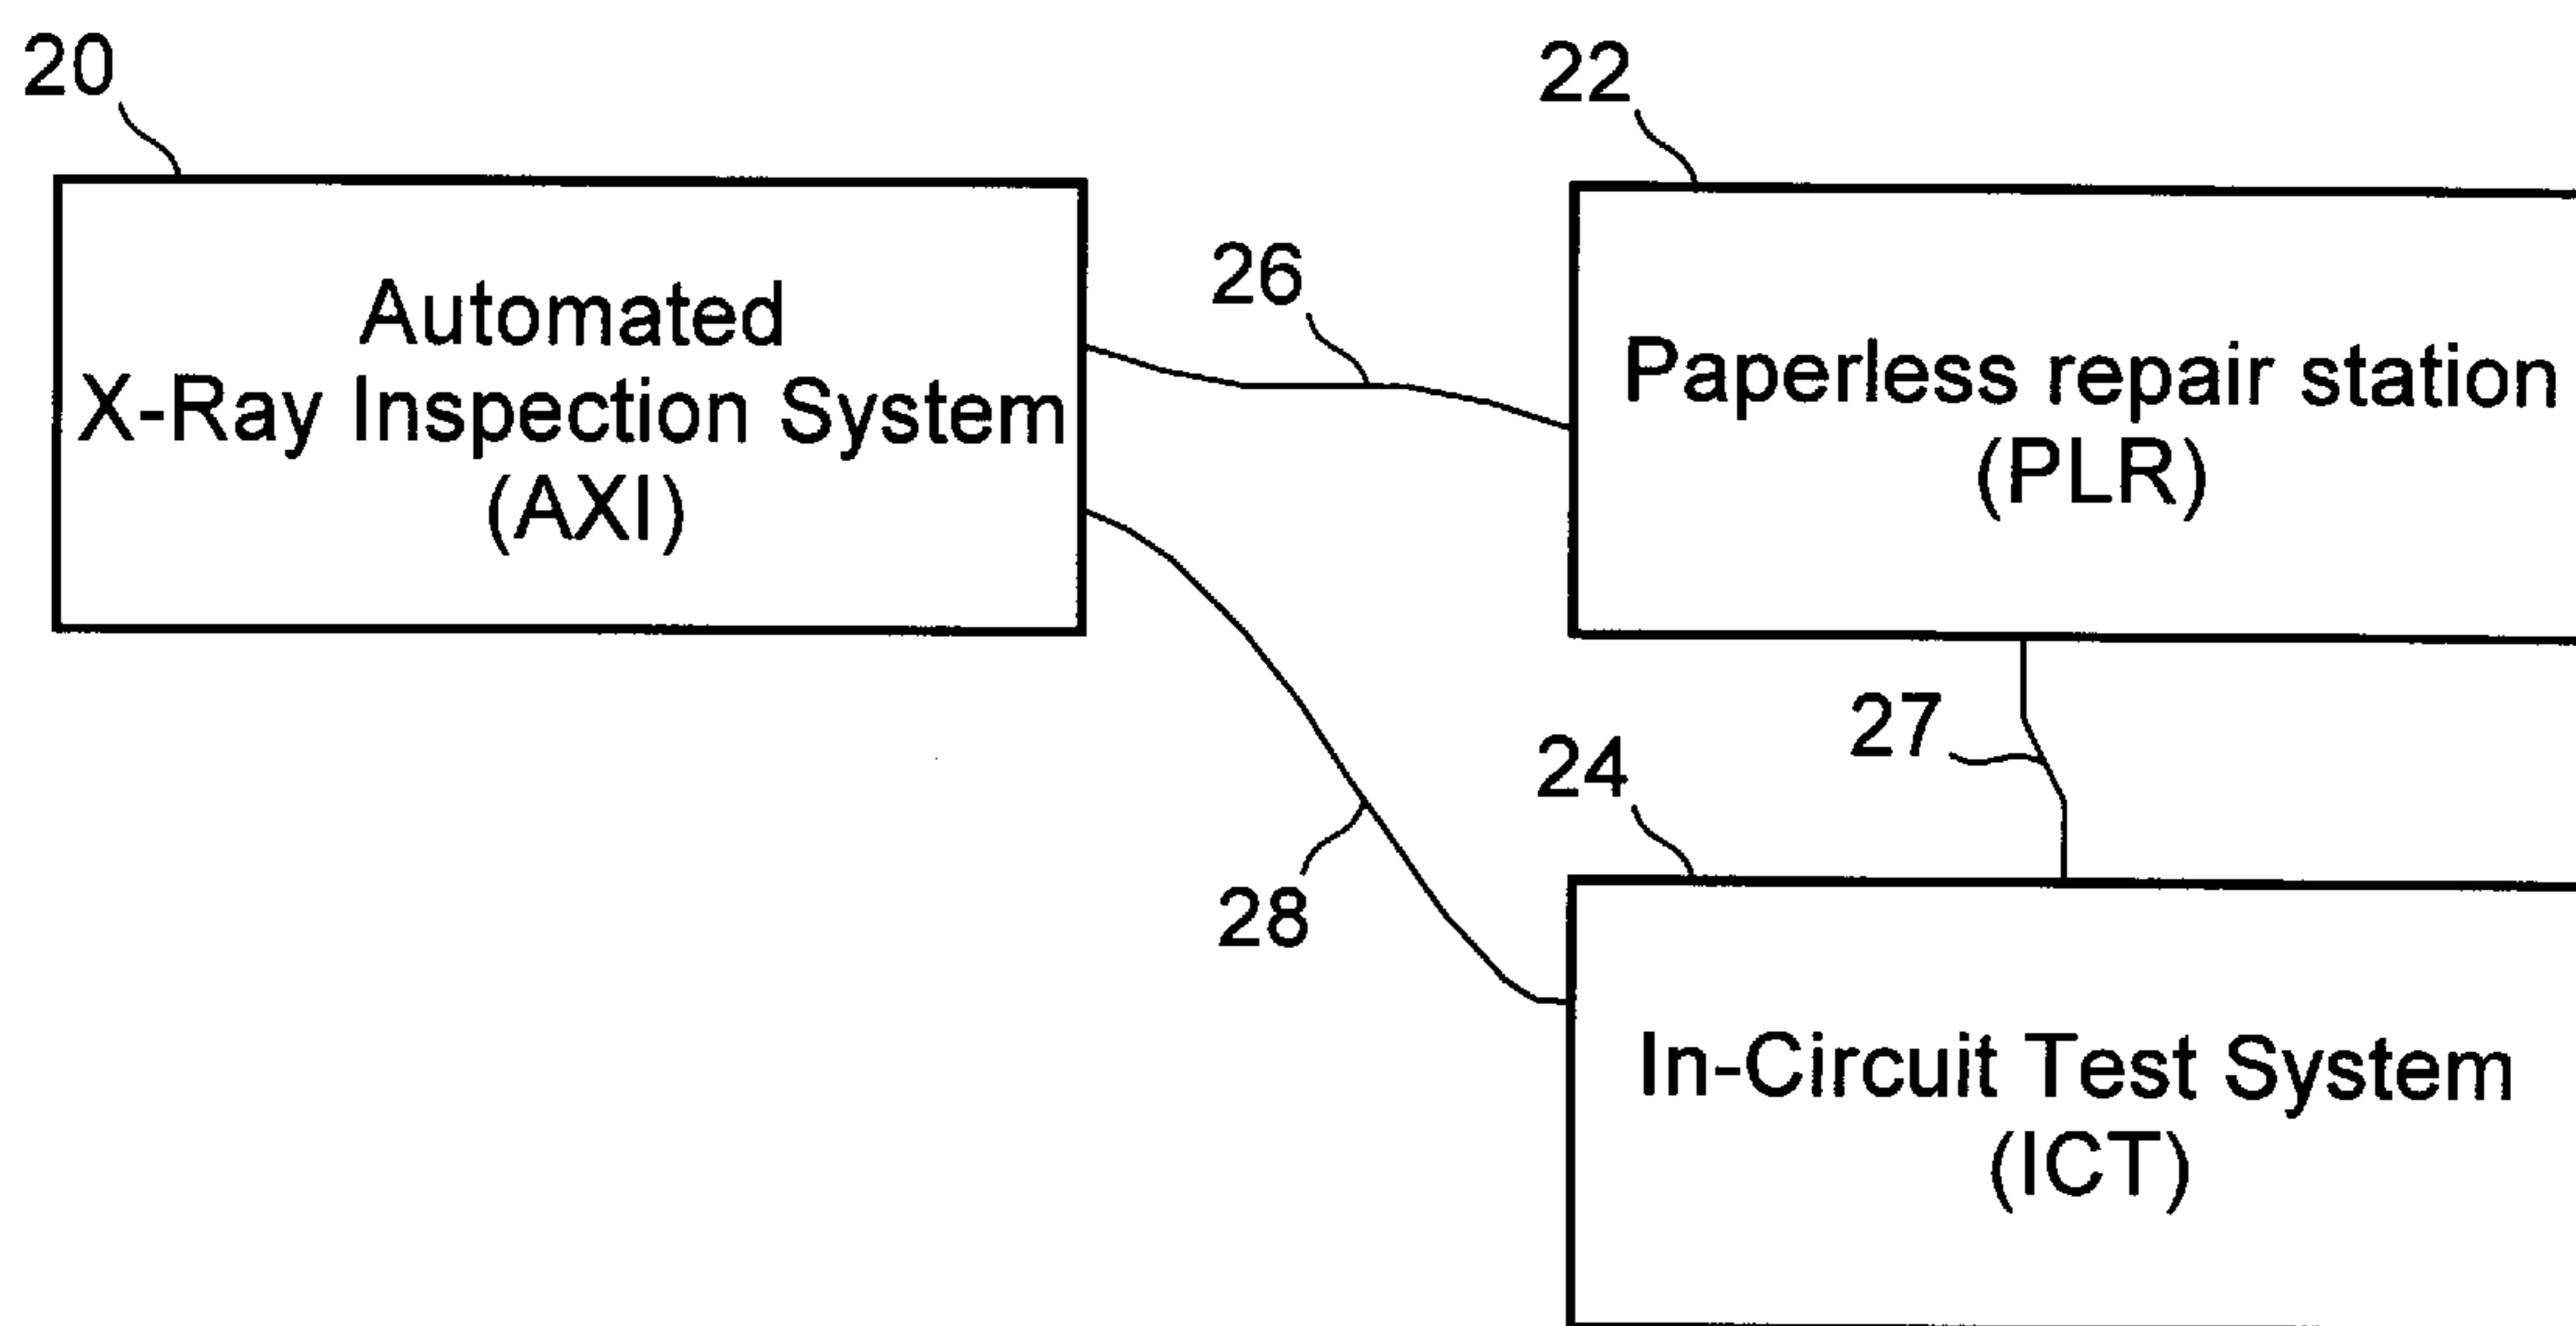 20
Automated
X-Ray Inspection System
(AXI)
26
22
Paperless repair station
(PLR)
27
28
24
In-Circuit Test System
(ICT)